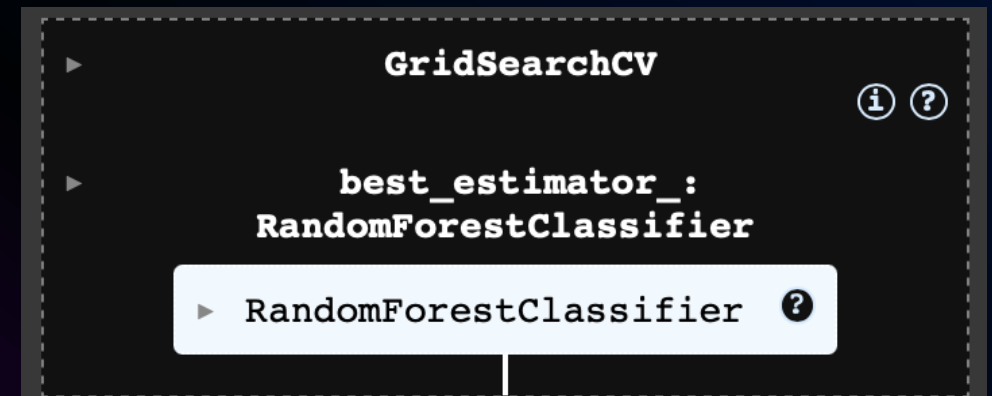 GridSearchCV
i ?
best_estimator_:
RandomForestClassifier
RandomForestClassifier ?